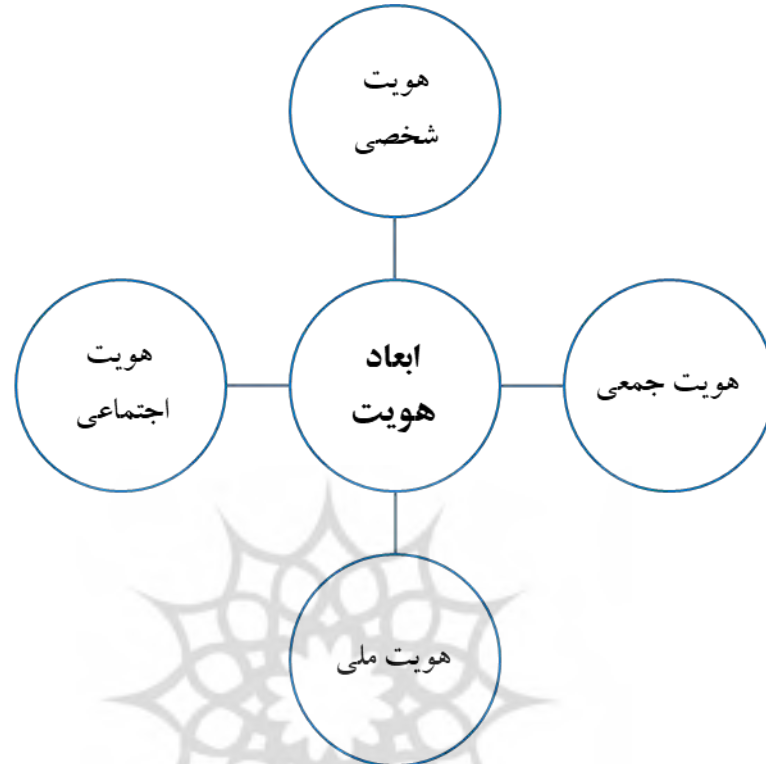 هویت
شخصی
هویت جمعی
ابعاد
هویت
هویت
اجتماعی
هویت ملی